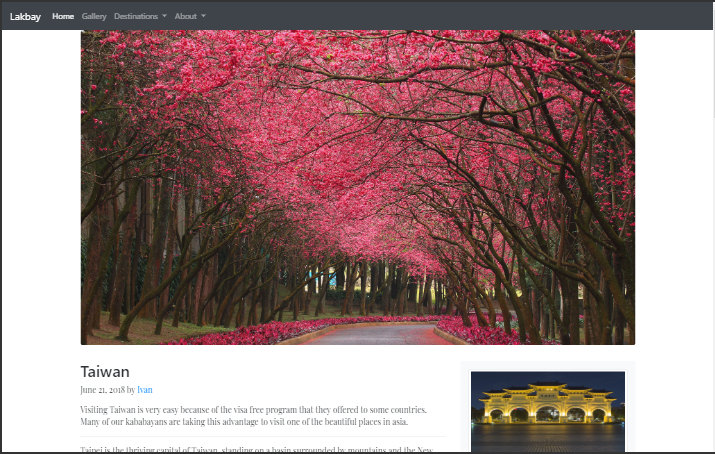 Lakbay Home Gallery Destinations About
Taiwan
June 21, 2018 by Ivan
Visiting Taiwan is very easy because of the visa free program that they offered to some countries.
Many of our kababayans are taking this advantage to visit one of the beautiful places in asia.
Taipei is the thriving capital of Taiwan, standing on a basin surrounded by mountains and the New